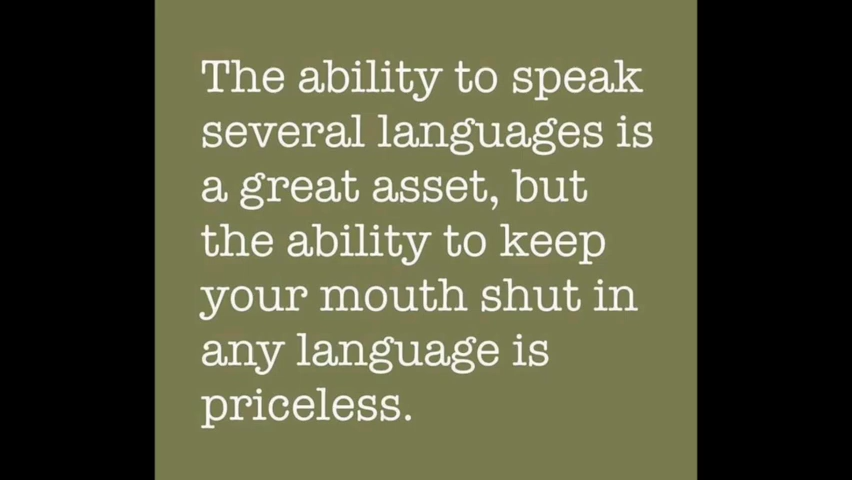 The ability to speak
several languages is
a great asset, but
the ability to keep
your mouth shut in
any language is
priceless.